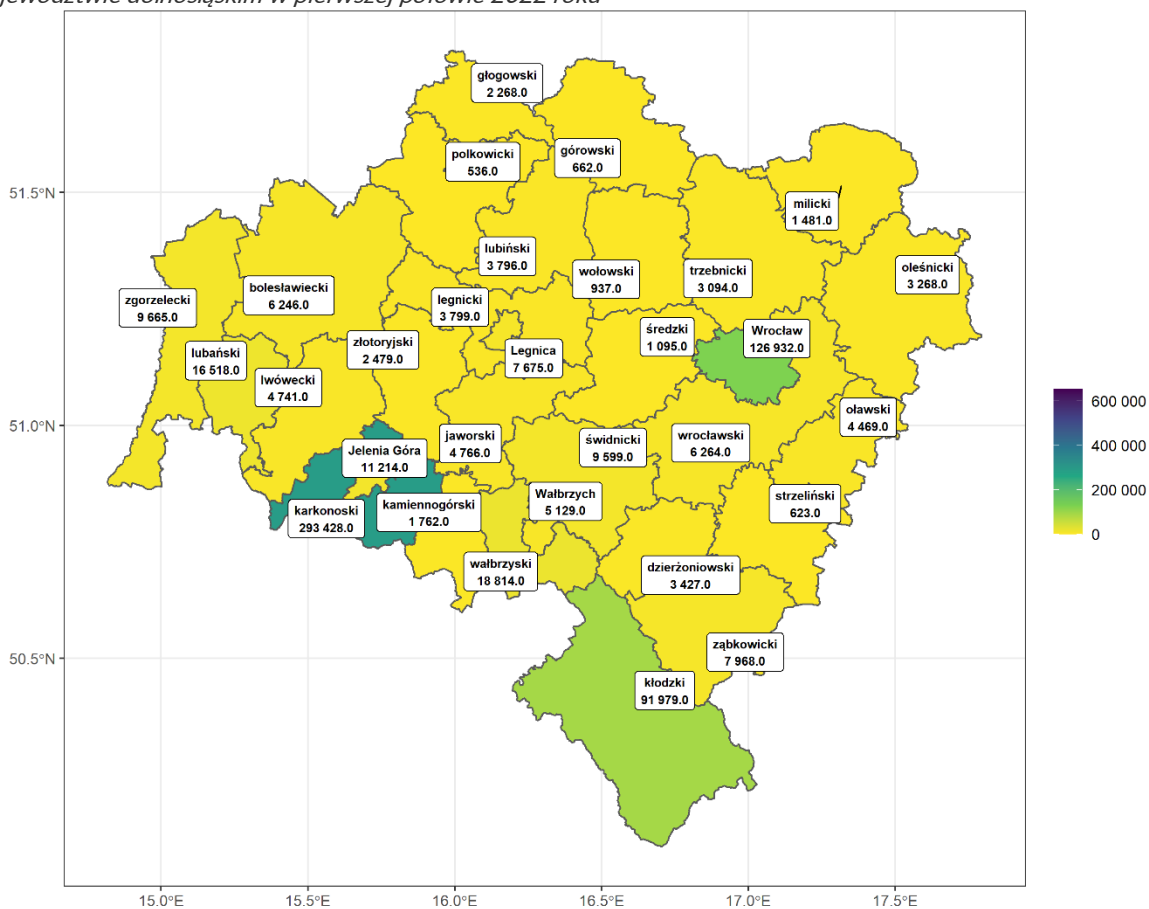 jewództwie dolnośląskim w pierwszej połowie 2022 roku
głogowski
2 268.0
polkowicki
536.0
górowski
662.0
51.5°N
milicki
1 481.0
lubiński
3 796.0
wołowski
937.0
trzebnicki
3 094.0
oleśnicki
3 268.0
zgorzelecki
9 665.0
bolesławiecki
6 246.0
legnicki
3 799.0
złotoryjski
2 479.0
Legnica
7 675.0
średzki
1 095.0
Wrocław
126 932.0
lubański
16 518.0
lwówecki
4 741.0
600 000
400 000
200 000
0
51.0°N
oławski
4 469.0
Jelenia Góra
11 214.0
jaworski
4 766.0
świdnicki
9 599.0
wrocławski
6 264.0
karkonoski
293 428.0
kamiennogórski
1 762.0
Wałbrzych
5 129.0
strzeliński
623.0
wałbrzyski
18 814.0
dzierżoniowski
3 427.0
50.5°N
ząbkowicki
7 968.0
kłodzki
91 979.0
15.0°E
15.5°E
16.0°E
16.5°E
17.0°E
17.5°E